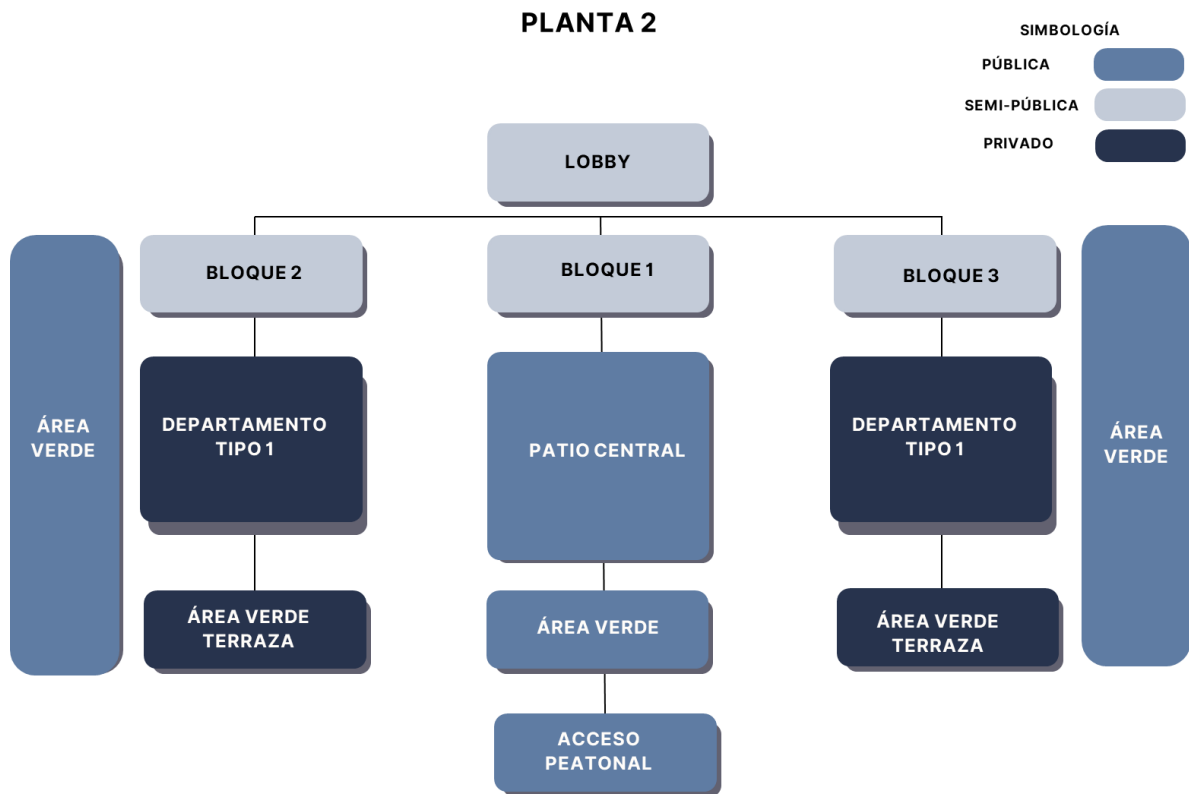 PLANTA 2
SIMBOLOGÍA
PÚBLICA
SEMI-PÚBLICA
PRIVADO
LOBBY
BLOQUE 2
BLOQUE 1
BLOQUE 3
ÁREA
VERDE
DEPARTAMENTO
TIPO 1
PATIO CENTRAL
DEPARTAMENTO
TIPO 1
ÁREA
VERDE
ÁREA VERDE
TERRAZA
ÁREA VERDE
ÁREA VERDE
TERRAZA
ACCESO
PEATONAL